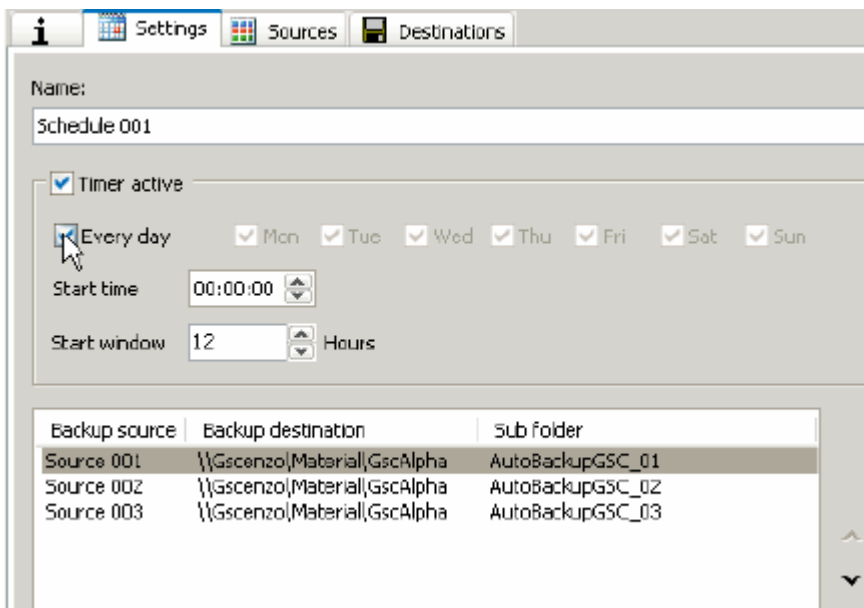 i Settings Sources Destinations
Name:
Schedule 001
Timer active
Every day Mon Tue Wed Thu Fri Sat Sun
Start time 00:00:00
Start window 12 Hours
Backup source Backup destination Sub folder
Source 001 \\Gscenzo\Material\GscAlpha AutoBackupGSC_01
Source 002 \\Gscenzo\Material\GscAlpha AutoBackupGSC_02
Source 003 \\Gscenzo\Material\GscAlpha AutoBackupGSC_03